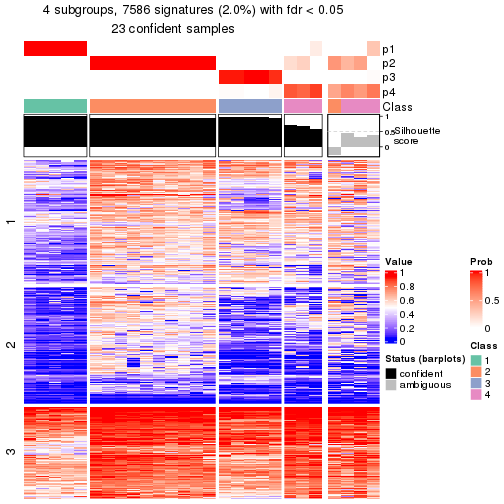 4 subgroups, 7586 signatures (2.0%) with fdr < 0.05
23 confident samples
p1
p2
p3
p4
Class
1
0.5
0
Silhouette
score
1
2
3
Value
1
0.8
0.6
0.4
0.2
0
Status (barplots)
confident
ambiguous
Prob
1
0.5
0
Class
1
2
3
4